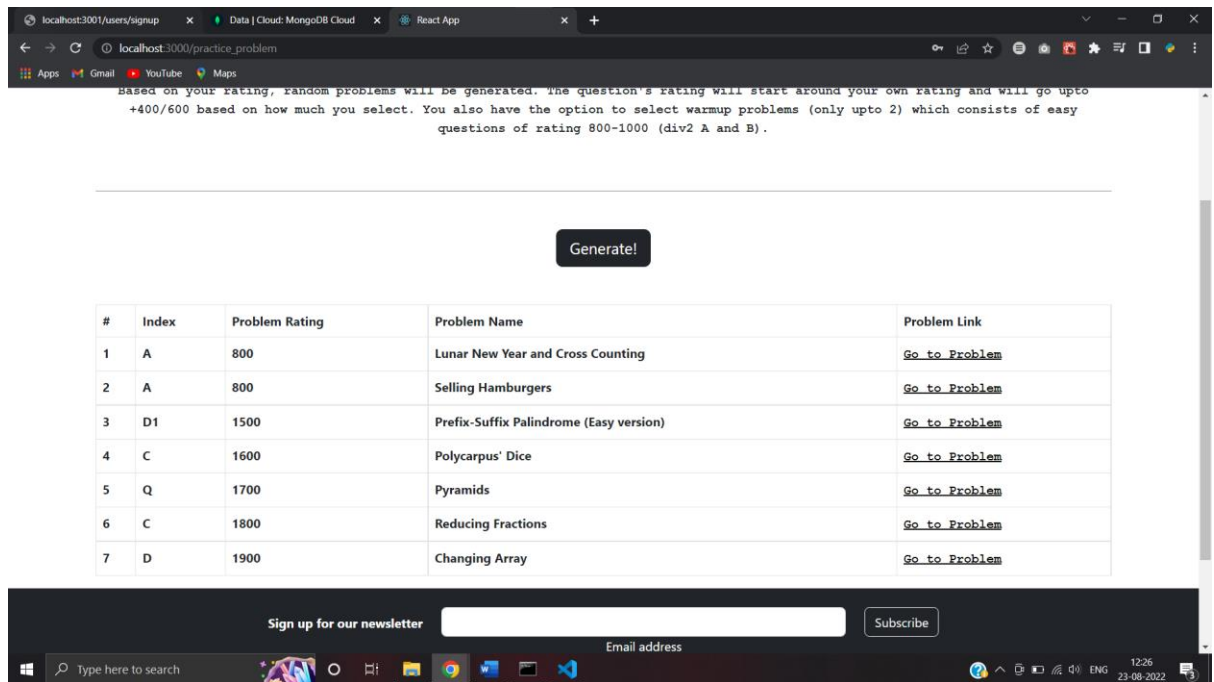 localhost:3001/users/signup
Data | Cloud: MongoDB Cloud
React App
localhost:3000/practice_problem
Apps Gmail YouTube Maps
Based on your rating, random problems will be generated. The question's rating will start around your own rating and will go upto
+400/600 based on how much you select. You also have the option to select warmup problems (only upto 2) which consists of easy
questions of rating 800-1000 (div2 A and B).
Generate!
# Index Problem Rating Problem Name Problem Link
1 A 800 Lunar New Year and Cross Counting Go to Problem
2 A 800 Selling Hamburgers Go to Problem
3 D1 1500 Prefix-Suffix Palindrome (Easy version) Go to Problem
4 C 1600 Polycarpus' Dice Go to Problem
5 Q 1700 Pyramids Go to Problem
6 C 1800 Reducing Fractions Go to Problem
7 D 1900 Changing Array Go to Problem
Sign up for our newsletter Subscribe
Email address
Type here to search
ENG 12:26
23-08-2022